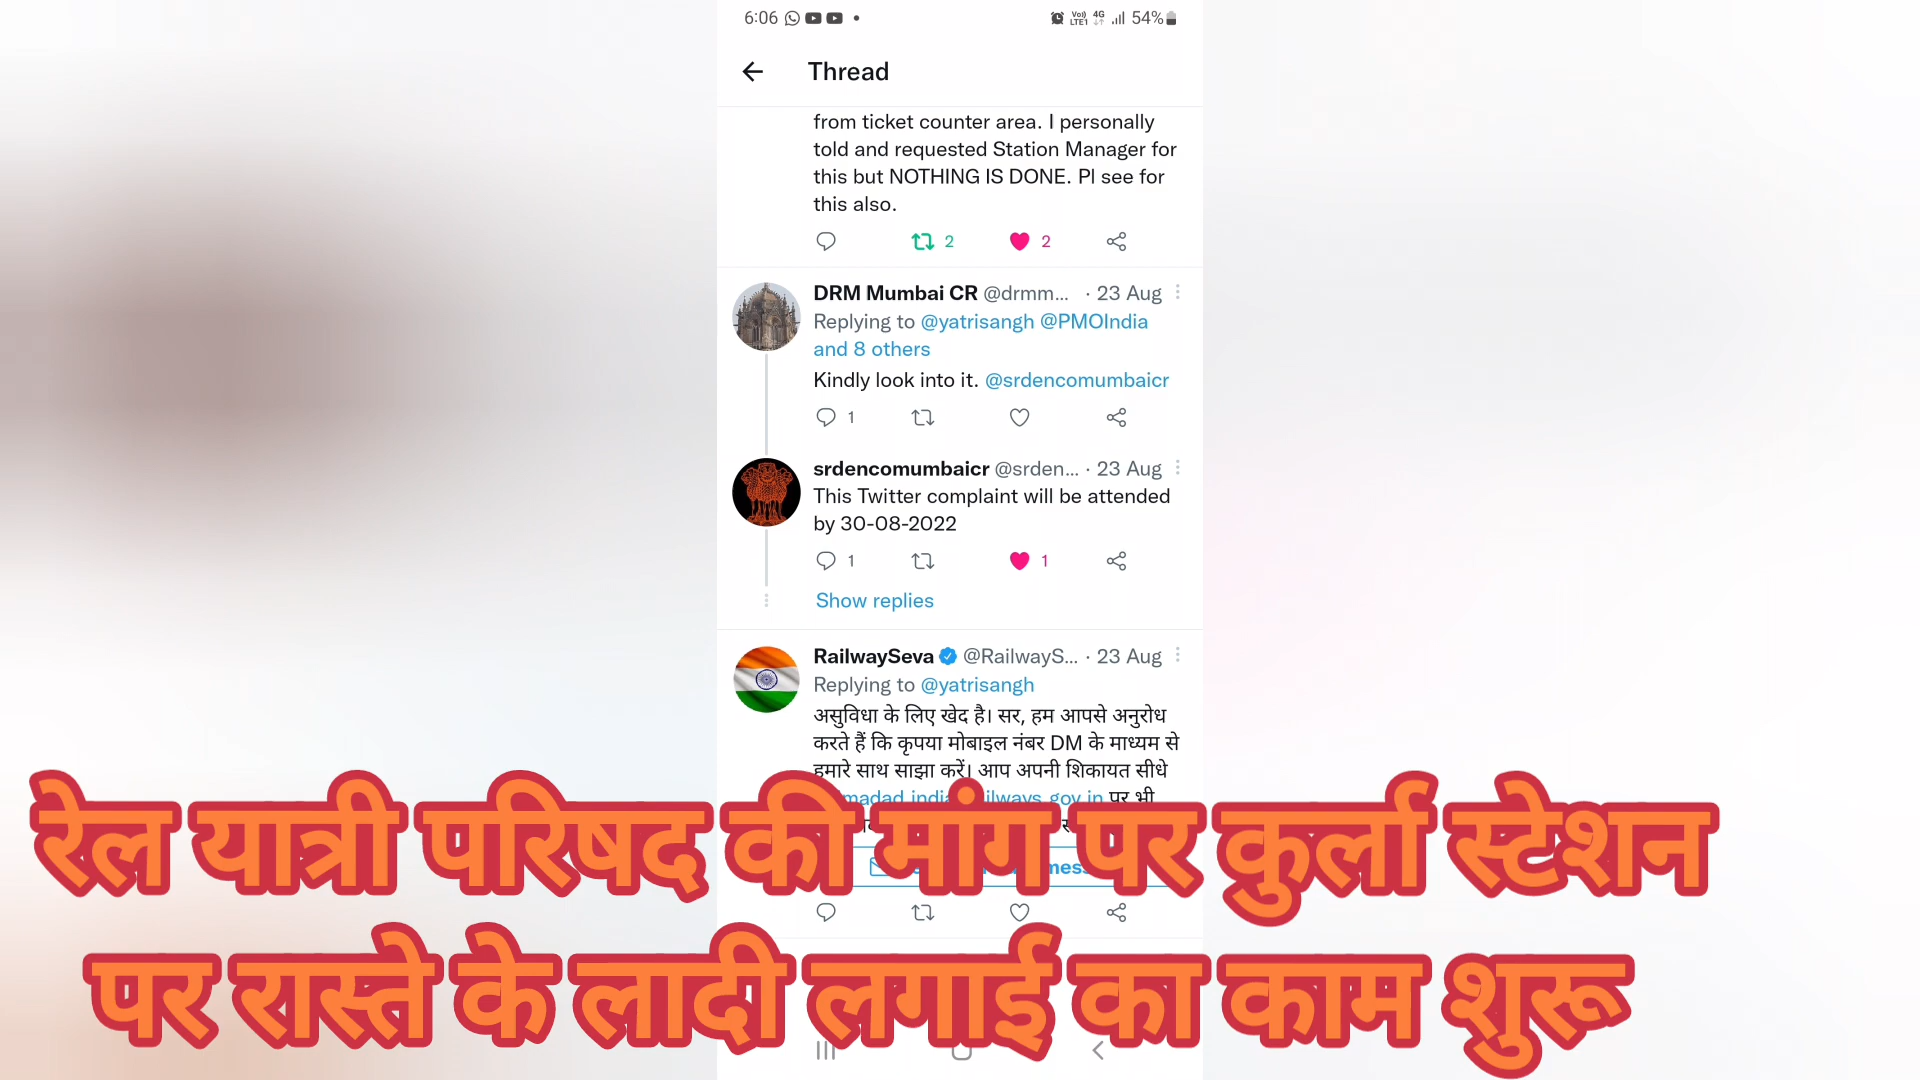 6:06 Vo) LTE1 4G 54%
Thread
from ticket counter area. I personally
told and requested Station Manager for
this but NOTHING IS DONE. Pl see for
this also.
2 2
DRM Mumbai CR @drmm... · 23 Aug
Replying to @yatrisangh @PMOIndia
and 8 others
Kindly look into it. @srdencomumbaicr
1
srdencomumbaicr @srden... · 23 Aug
This Twitter complaint will be attended
by 30-08-2022
1 1
Show replies
RailwaySeva @RailwayS... · 23 Aug
Replying to @yatrisangh
असुविधा के लिए खेद है। सर, हम आपसे अनुरोध
करते हैं कि कृपया मोबाइल नंबर DM के माध्यम से
हमारे साथ साझा करें। आप अपनी शिकायत सीधे
पर भी
रेल यात्री परिषद की मांग पर कुर्ला स्टेशन
पर रास्ते के लादी लगाई का काम शुरू